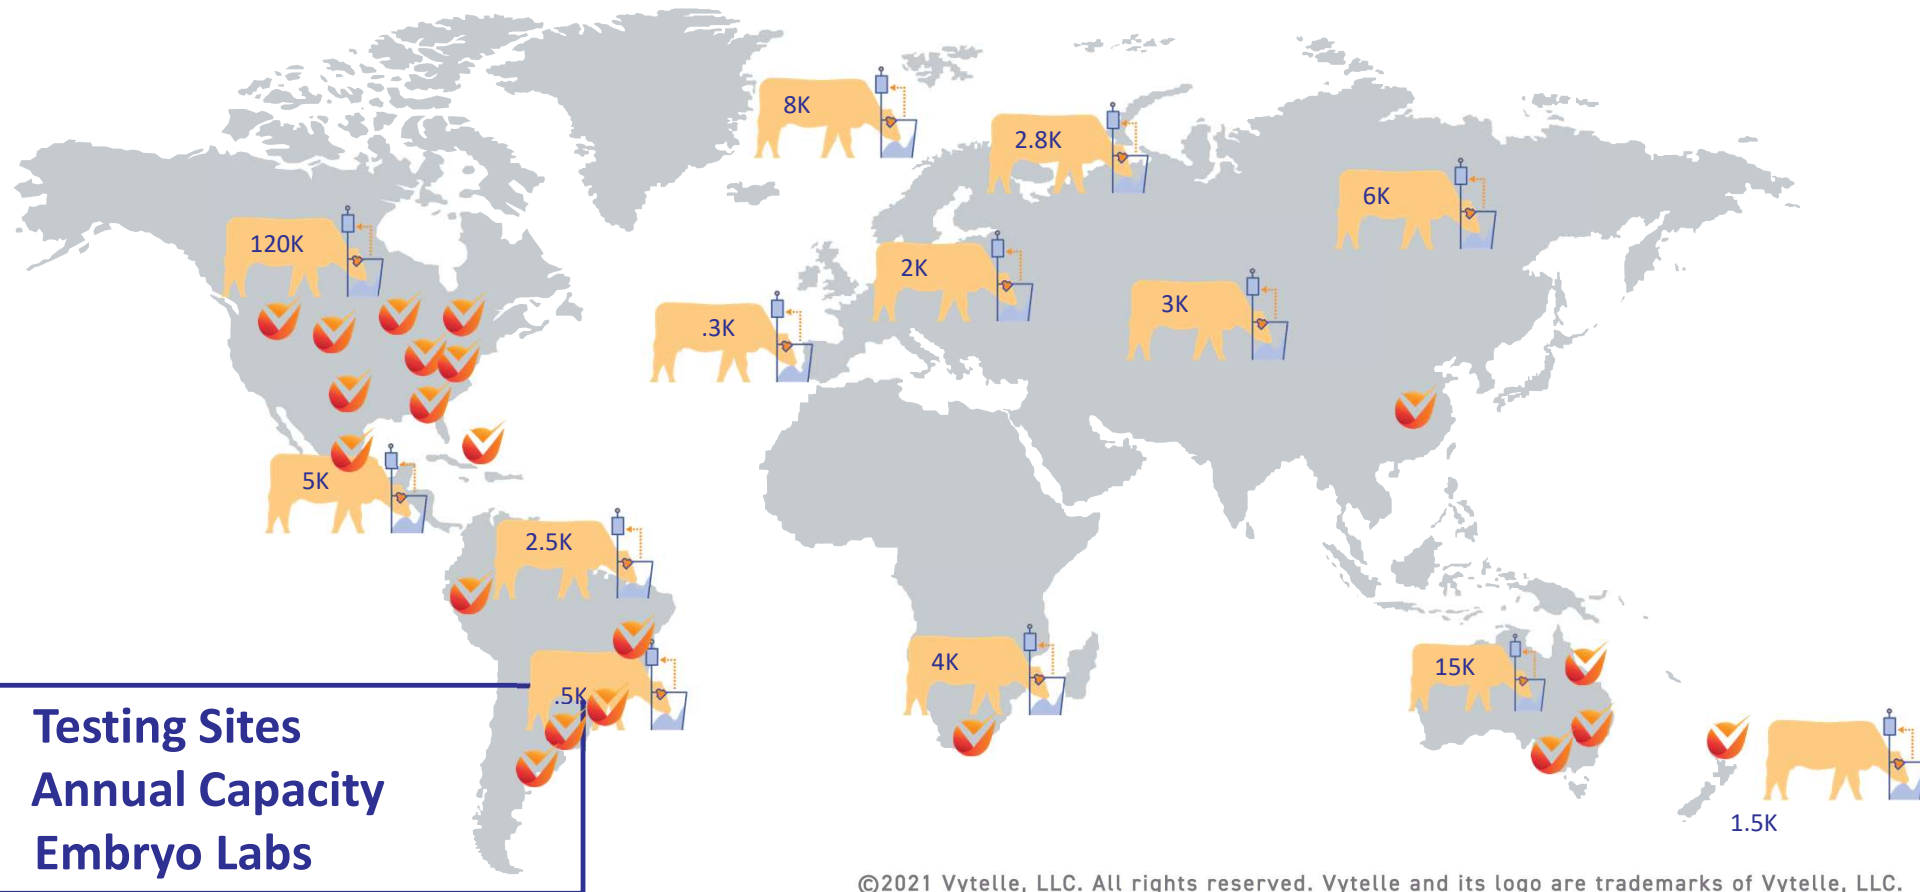 8K
2.8K
6K
120K
2K
3K
.3K
5K
2.5K
4K
15K
.5K
Testing Sites
Annual Capacity
Embryo Labs
1.5K
©2021 Vytelle, LLC. All rights reserved. Vytelle and its logo are trademarks of Vytelle, LLC.